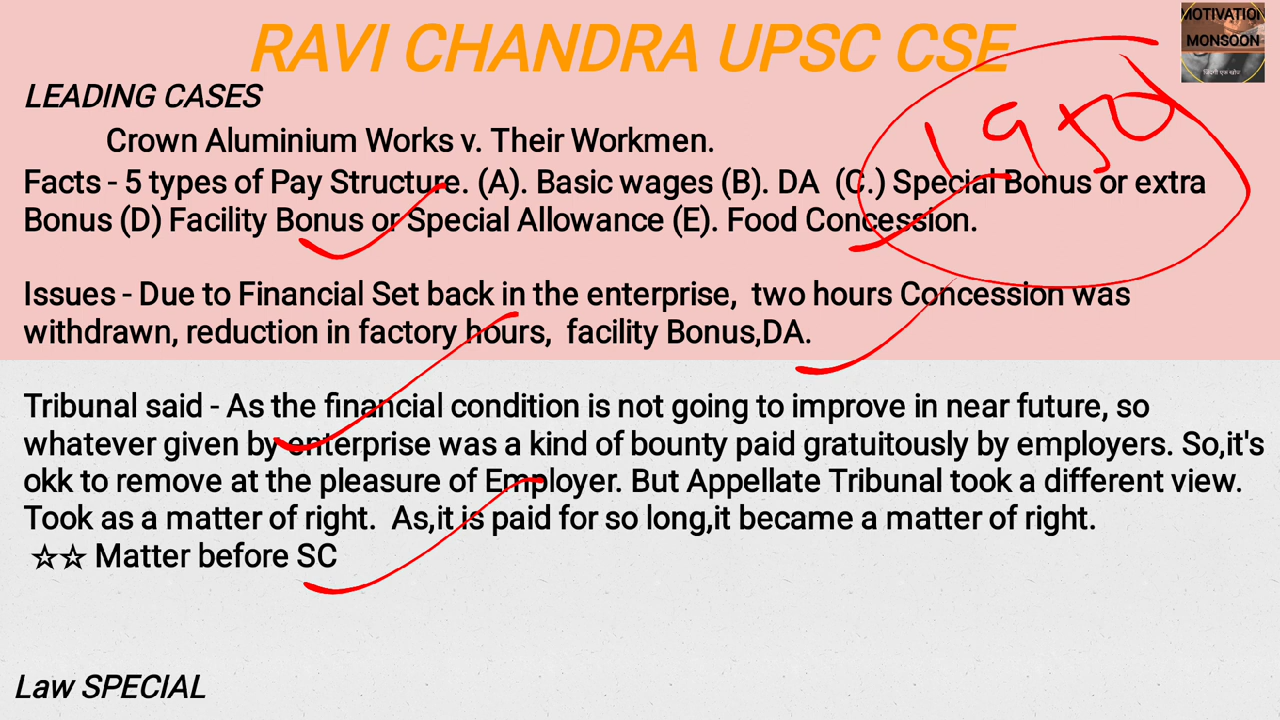 RAVI CHANDRA UPSC CSE
MOTIVATION
MONSOON
LEADING CASES
Crown Aluminium Works v. Their Workmen.
Facts - 5 types of Pay Structure. (A). Basic wages (B). DA (C.) Special Bonus or extra
Bonus (D) Facility Bonus or Special Allowance (E). Food Concession.
Issues - Due to Financial Set back in the enterprise, two hours Concession was
withdrawn, reduction in factory hours, facility Bonus,DA.
Tribunal said - As the financial condition is not going to improve in near future, so
whatever given by enterprise was a kind of bounty paid gratuitously by employers. So,it's
okk to remove at the pleasure of Employer. But Appellate Tribunal took a different view.
Took as a matter of right. As,it is paid for so long,it became a matter of right.
☆☆ Matter before SC
Law SPECIAL